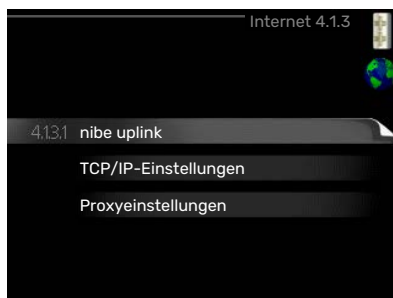 Internet 4.1.3
4.1.3.1 nibe uplink
TCP/IP-Einstellungen
Proxyeinstellungen